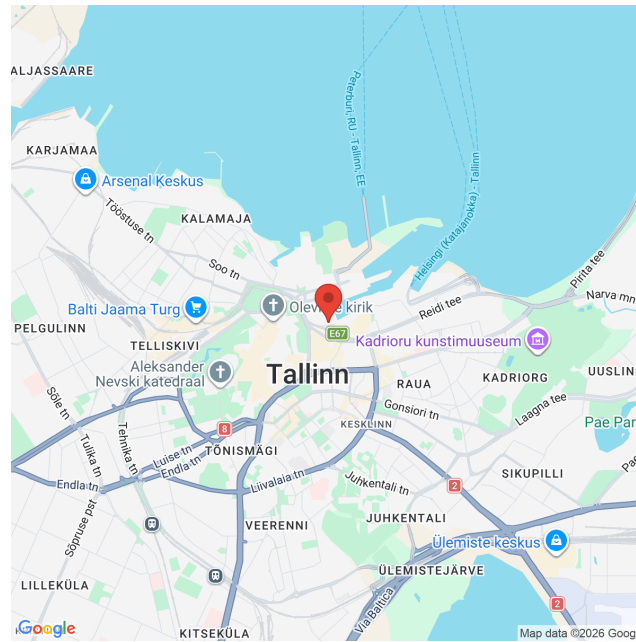 ALJASSAARE
Peterburi, RU - Tallinn, EE
Helsingi (Katajanokka) - Tallinn
KARJAMAA
Arsenal Keskus
Tööstuse tn
KALAMAJA
Soo tn
Pirita tee
Narva mn
Reidi tee
Balti Jaama Turg
Oleviste kirik
PELGULINN
TELLISKIVI
E67
Kadrioru kunstimuuseum
Aleksander
Nevski katedraal
Tallinn
RAUA
KADRIORG
UUSLIN
Sõle tn
Tulika tn
Tehnika tn
Gonsiori tn
Laagna tee
Pae Par
8
KESKLINN
TÕNISMÄGI
Luise tn
Endla tn
Endla tn
Liivalaia tn
Juhkentali tn
SIKUPILLI
2
Sõpruse pst
VEERENNI
JUHKENTALI
Ülemiste keskus
ÜLEMISTEJÄRVE
LILLEKÜLA
Via Baltica
2
KITSEKÜLA
Google
Map data ©2026 Goo